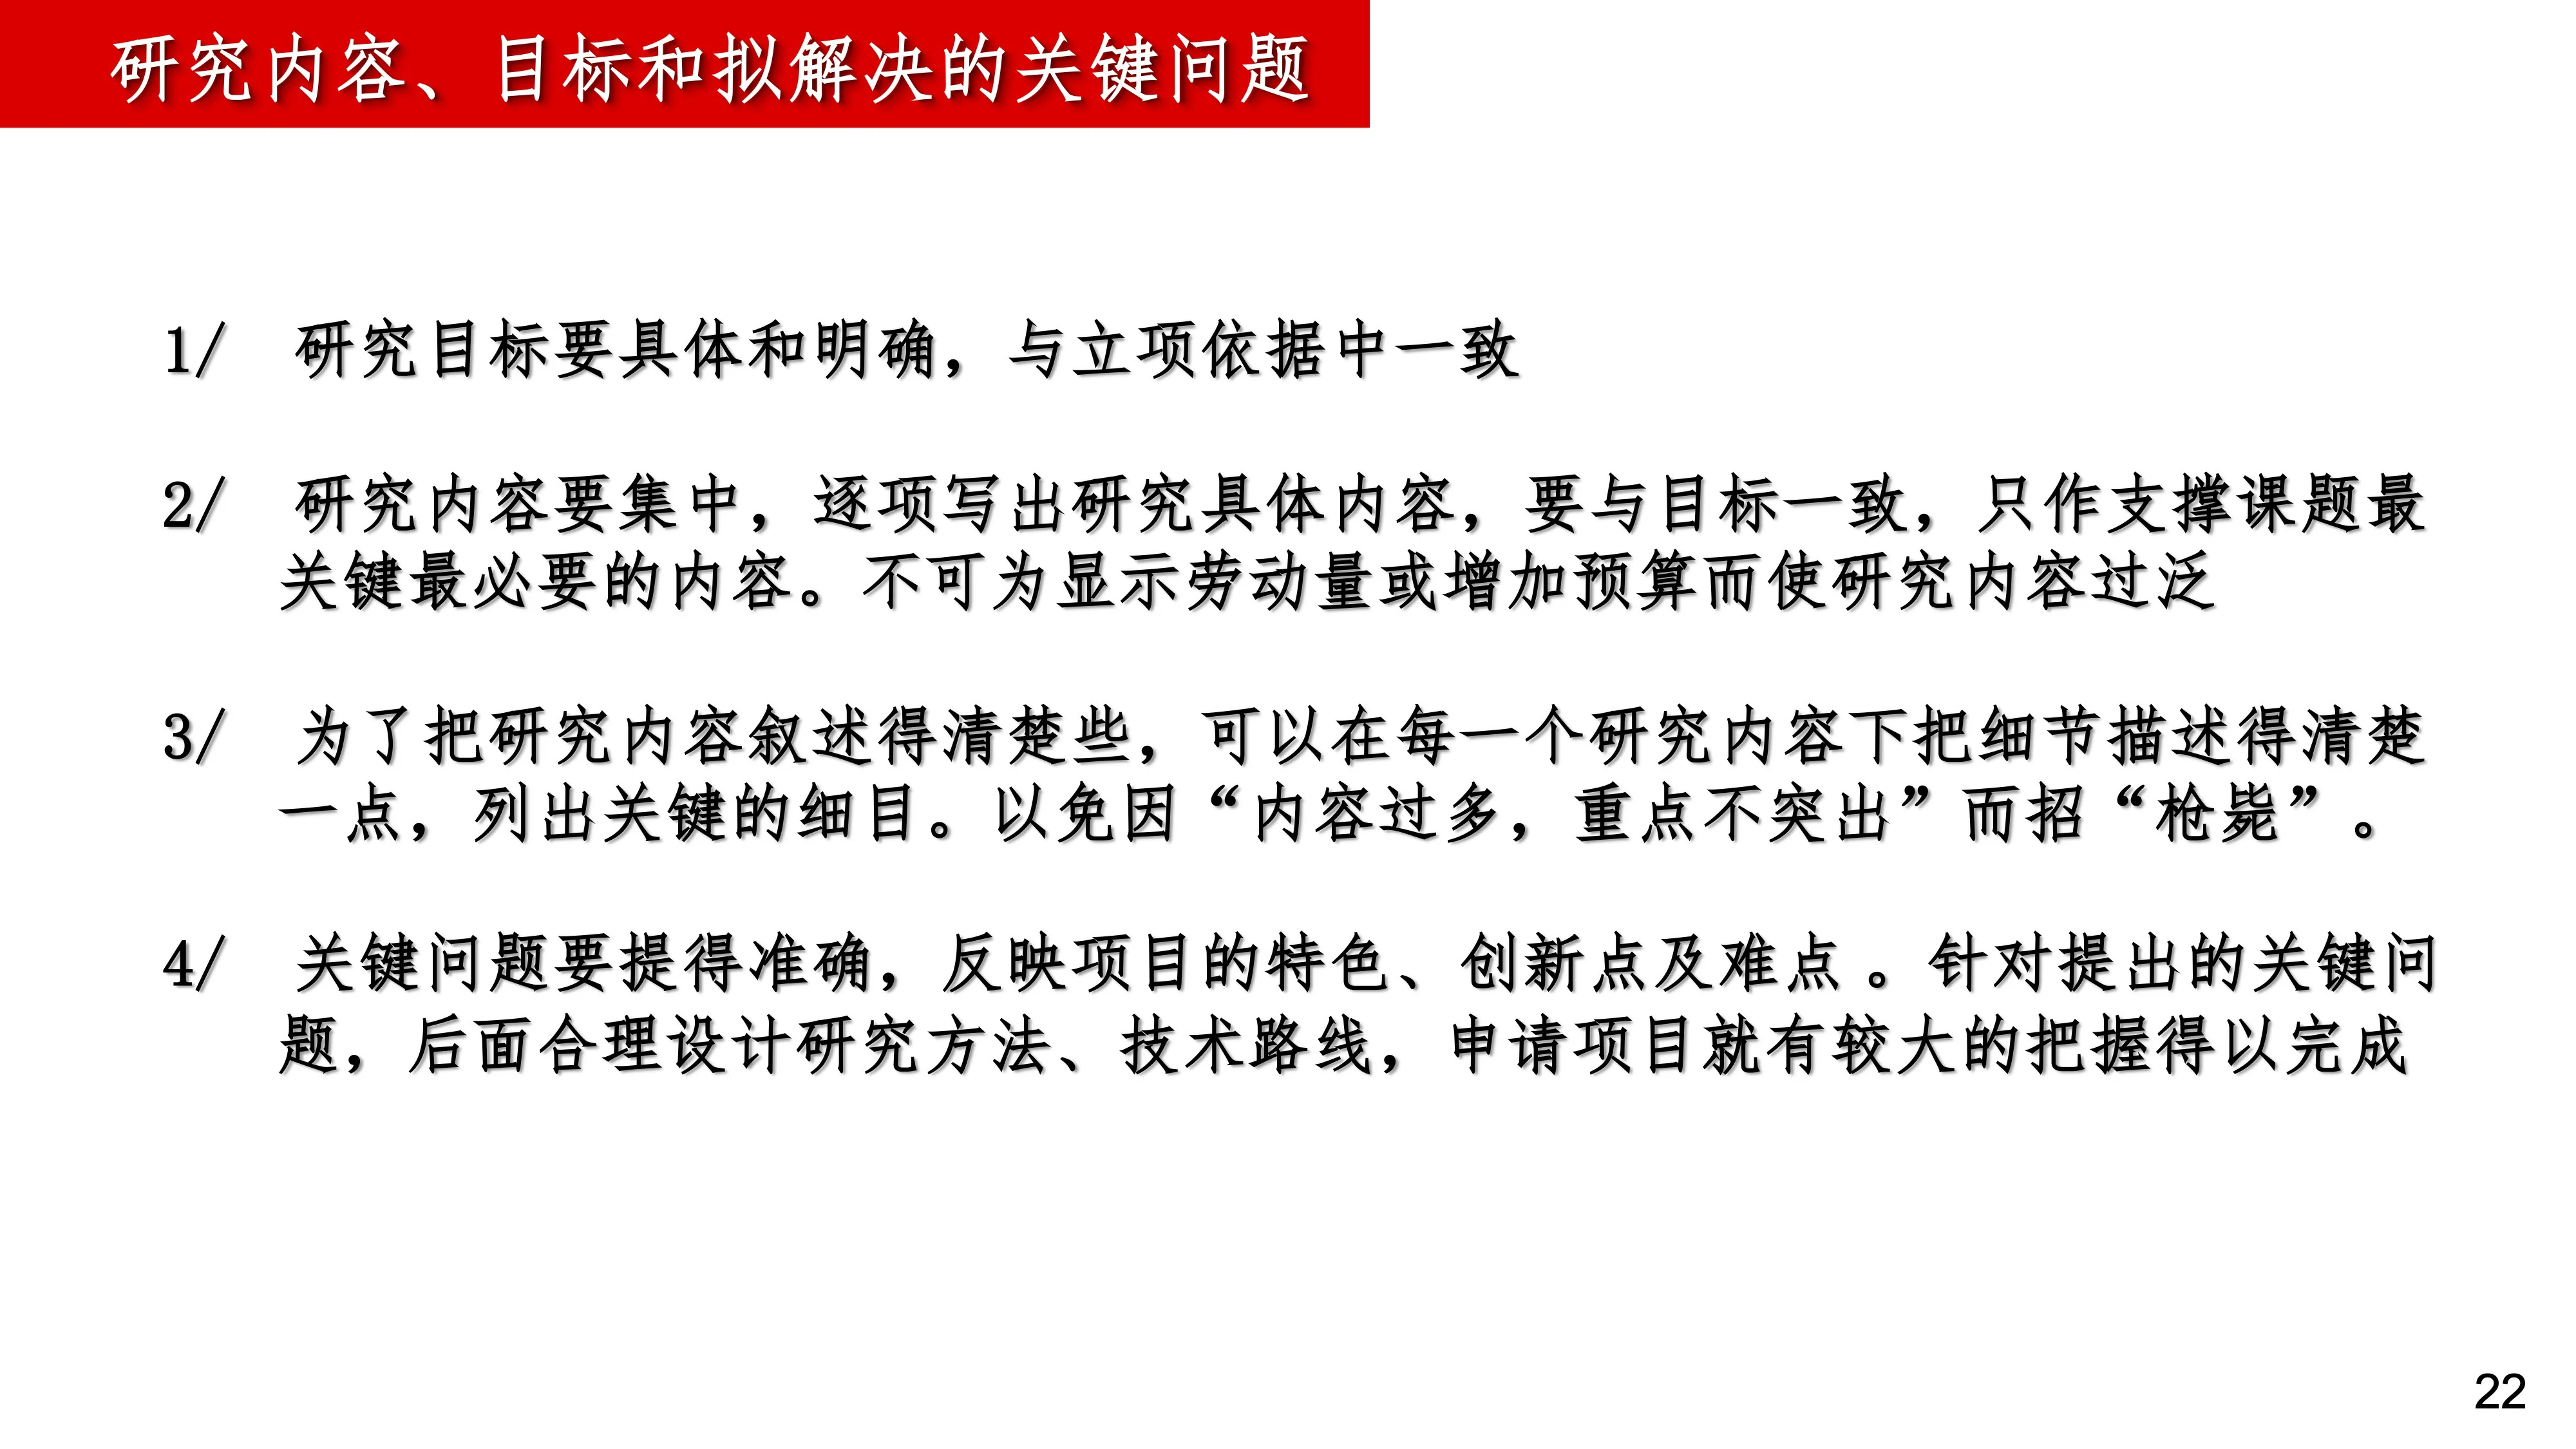 研究内容、目标和拟解决的关键问题
1/ 研究目标要具体和明确，与立项依据中一致
2/ 研究内容要集中，逐项写出研究具体内容，要与目标一致，只作支撑课题最
关键最必要的内容。不可为显示劳动量或增加预算而使研究内容过泛
3/ 为了把研究内容叙述得清楚些，可以在每一个研究内容下把细节描述得清楚
一点，列出关键的细目。以免因“内容过多，重点不突出”而招“枪毙”。
4/ 关键问题要提得准确，反映项目的特色、创新点及难点 。针对提出的关键问
题，后面合理设计研究方法、技术路线，申请项目就有较大的把握得以完成
22